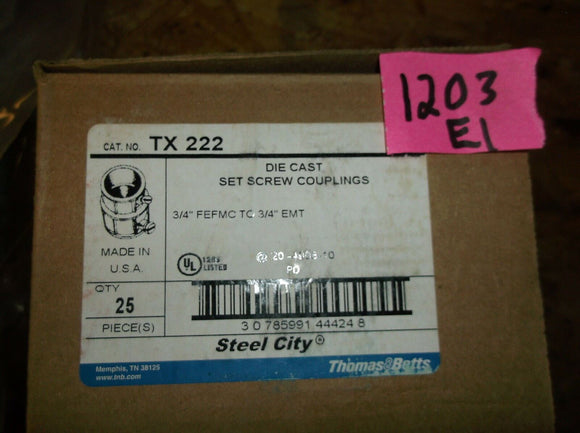 1203
E1
CAT. NO. TX 222
DIE CAST
SET SCREW COUPLINGS
3/4" FEFMC TO 3/4" EMT
MADE IN
U.S.A.
UL LISTED
PO
QTY
25
PIECE(S)
3 0 785991 44424 8
Steel City®
Memphis, TN 38125
www.tnb.com
Thomas&Betts